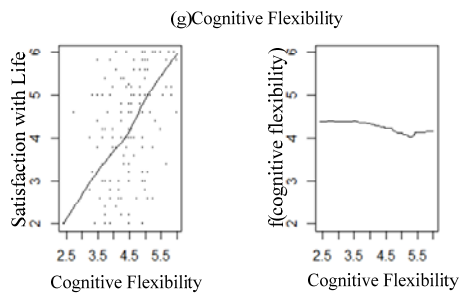 (g)Cognitive Flexibility
Satisfaction with Life
2 3 4 5 6
2.5 3.5 4.5 5.5
Cognitive Flexibility
f(cognitive flexibility)
2 3 4 5 6
2.5 3.5 4.5 5.5
Cognitive Flexibility